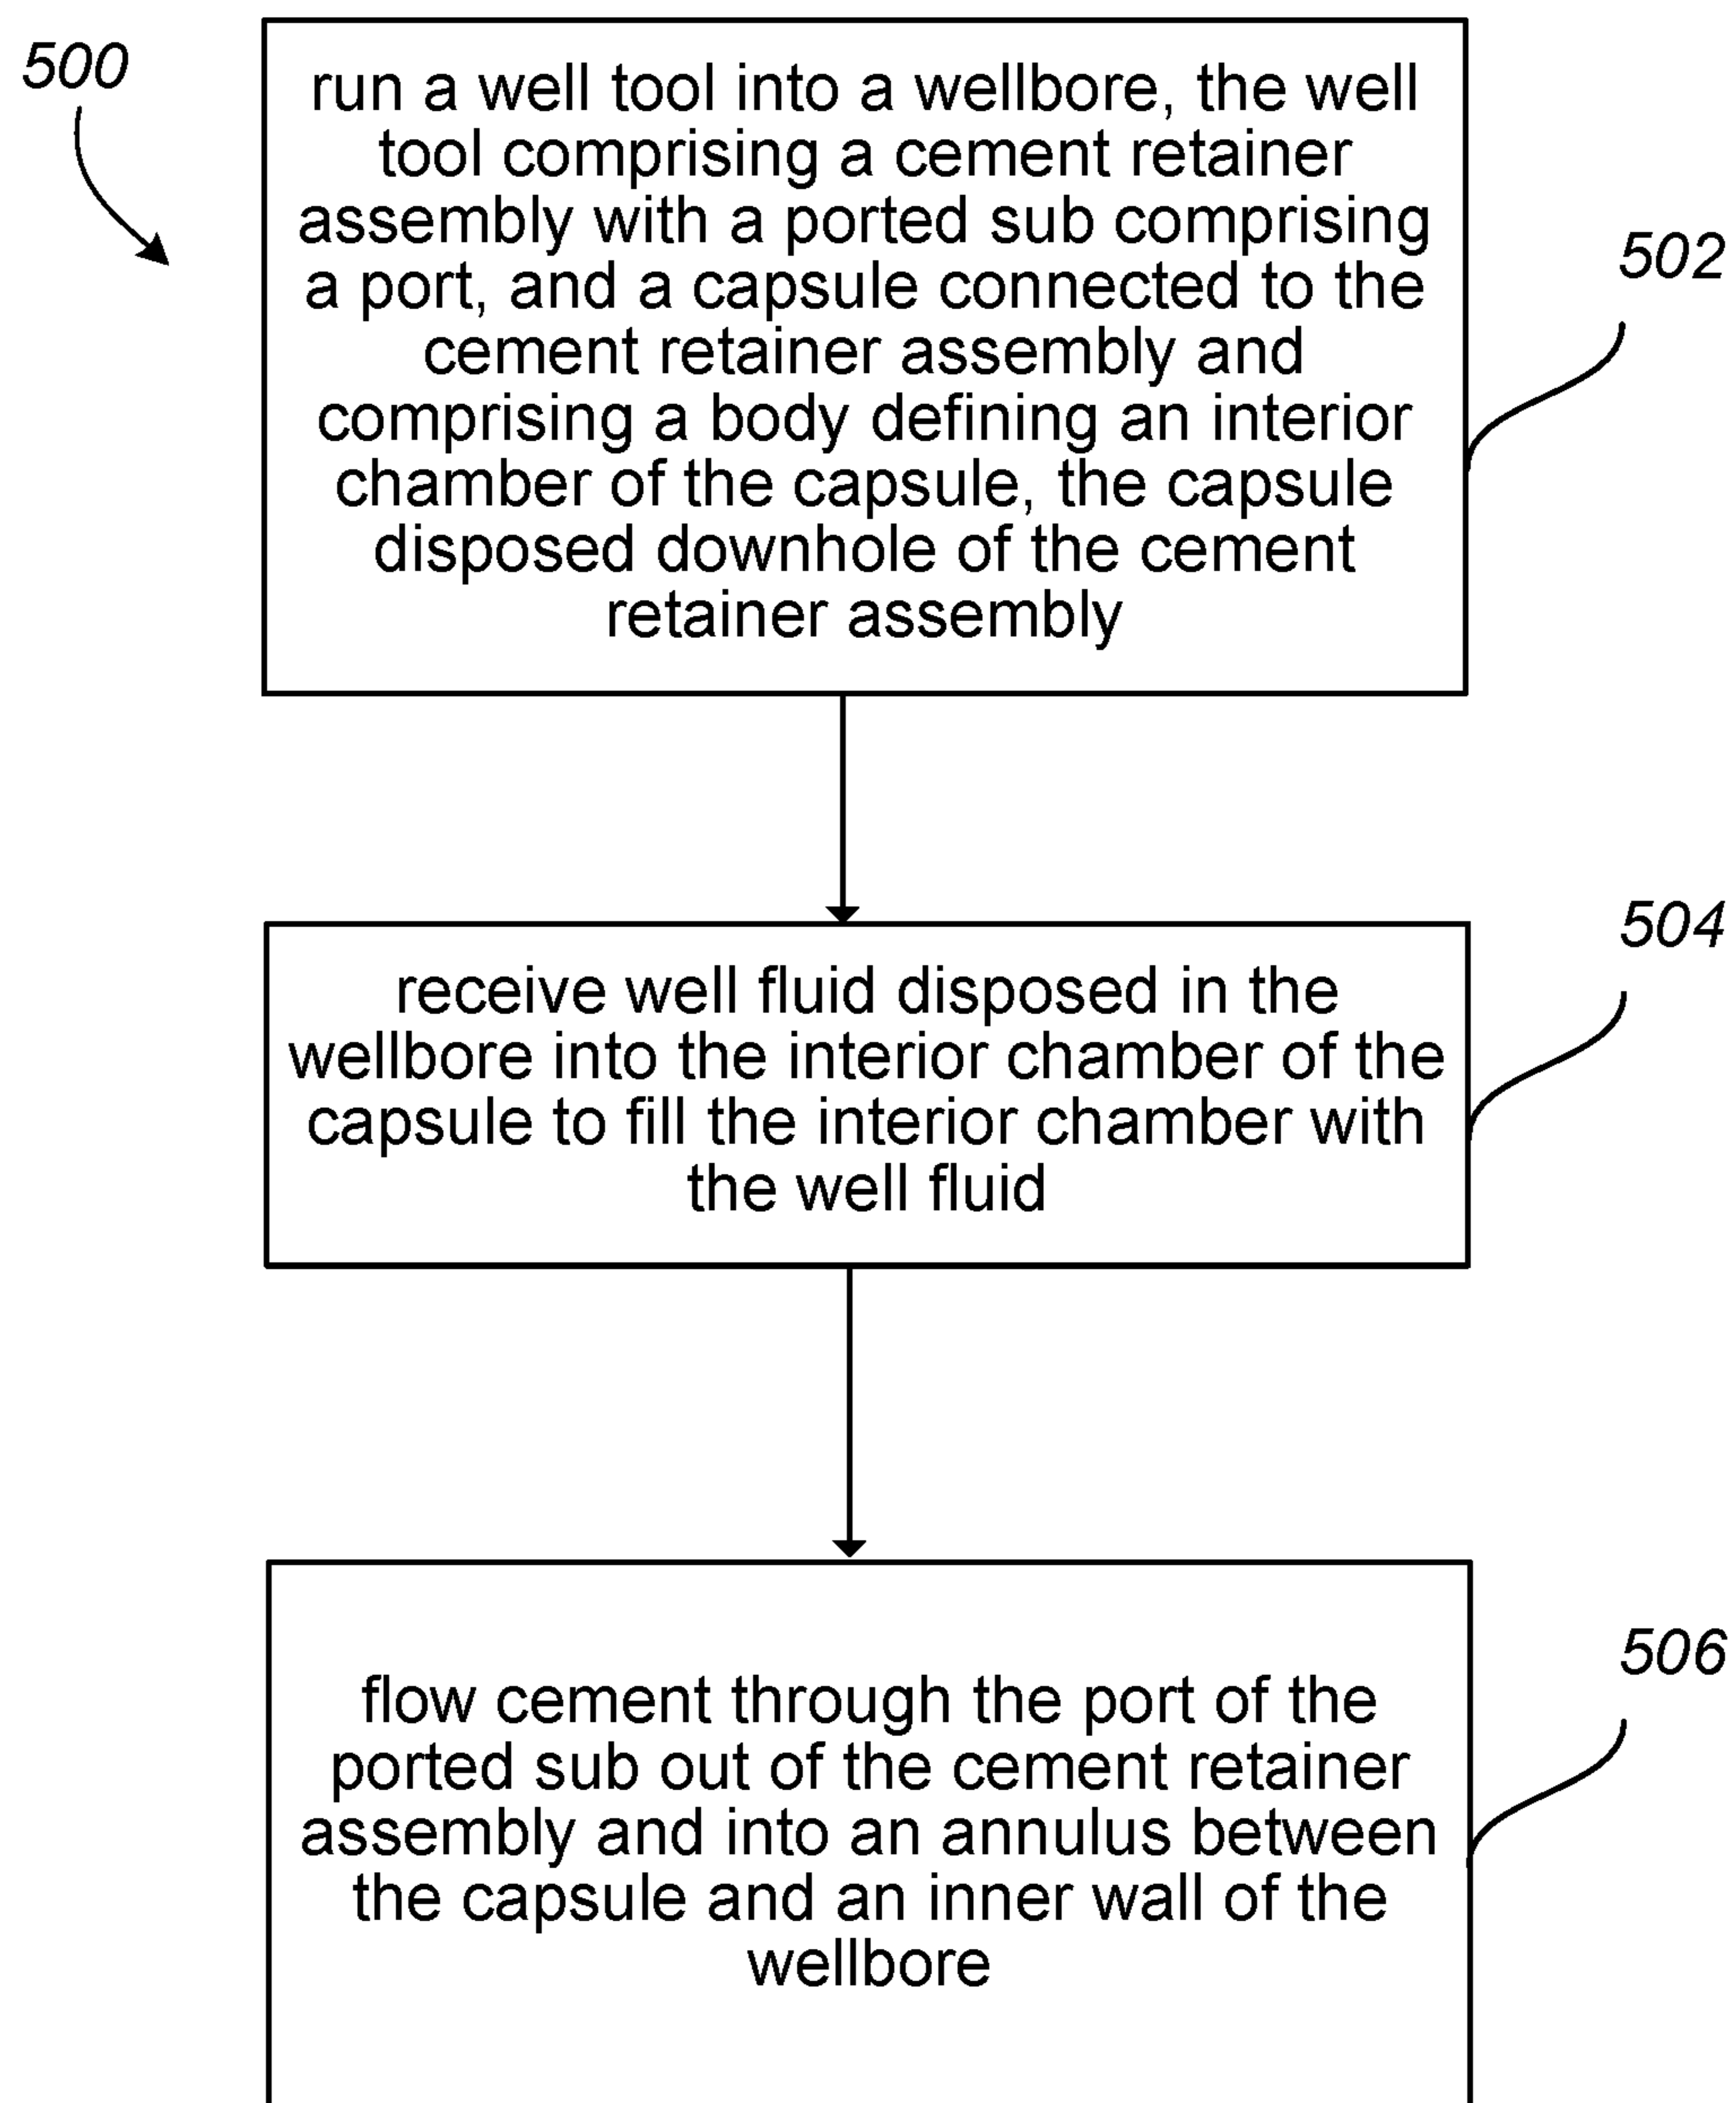 500
run a well tool into a wellbore, the well
tool comprising a cement retainer
assembly with a ported sub comprising
a port, and a capsule connected to the
cement retainer assembly and
comprising a body defining an interior
chamber of the capsule, the capsule
disposed downhole of the cement
retainer assembly
502
receive well fluid disposed in the
wellbore into the interior chamber of the
capsule to fill the interior chamber with
the well fluid
504
flow cement through the port of the
ported sub out of the cement retainer
assembly and into an annulus between
the capsule and an inner wall of the
wellbore
506